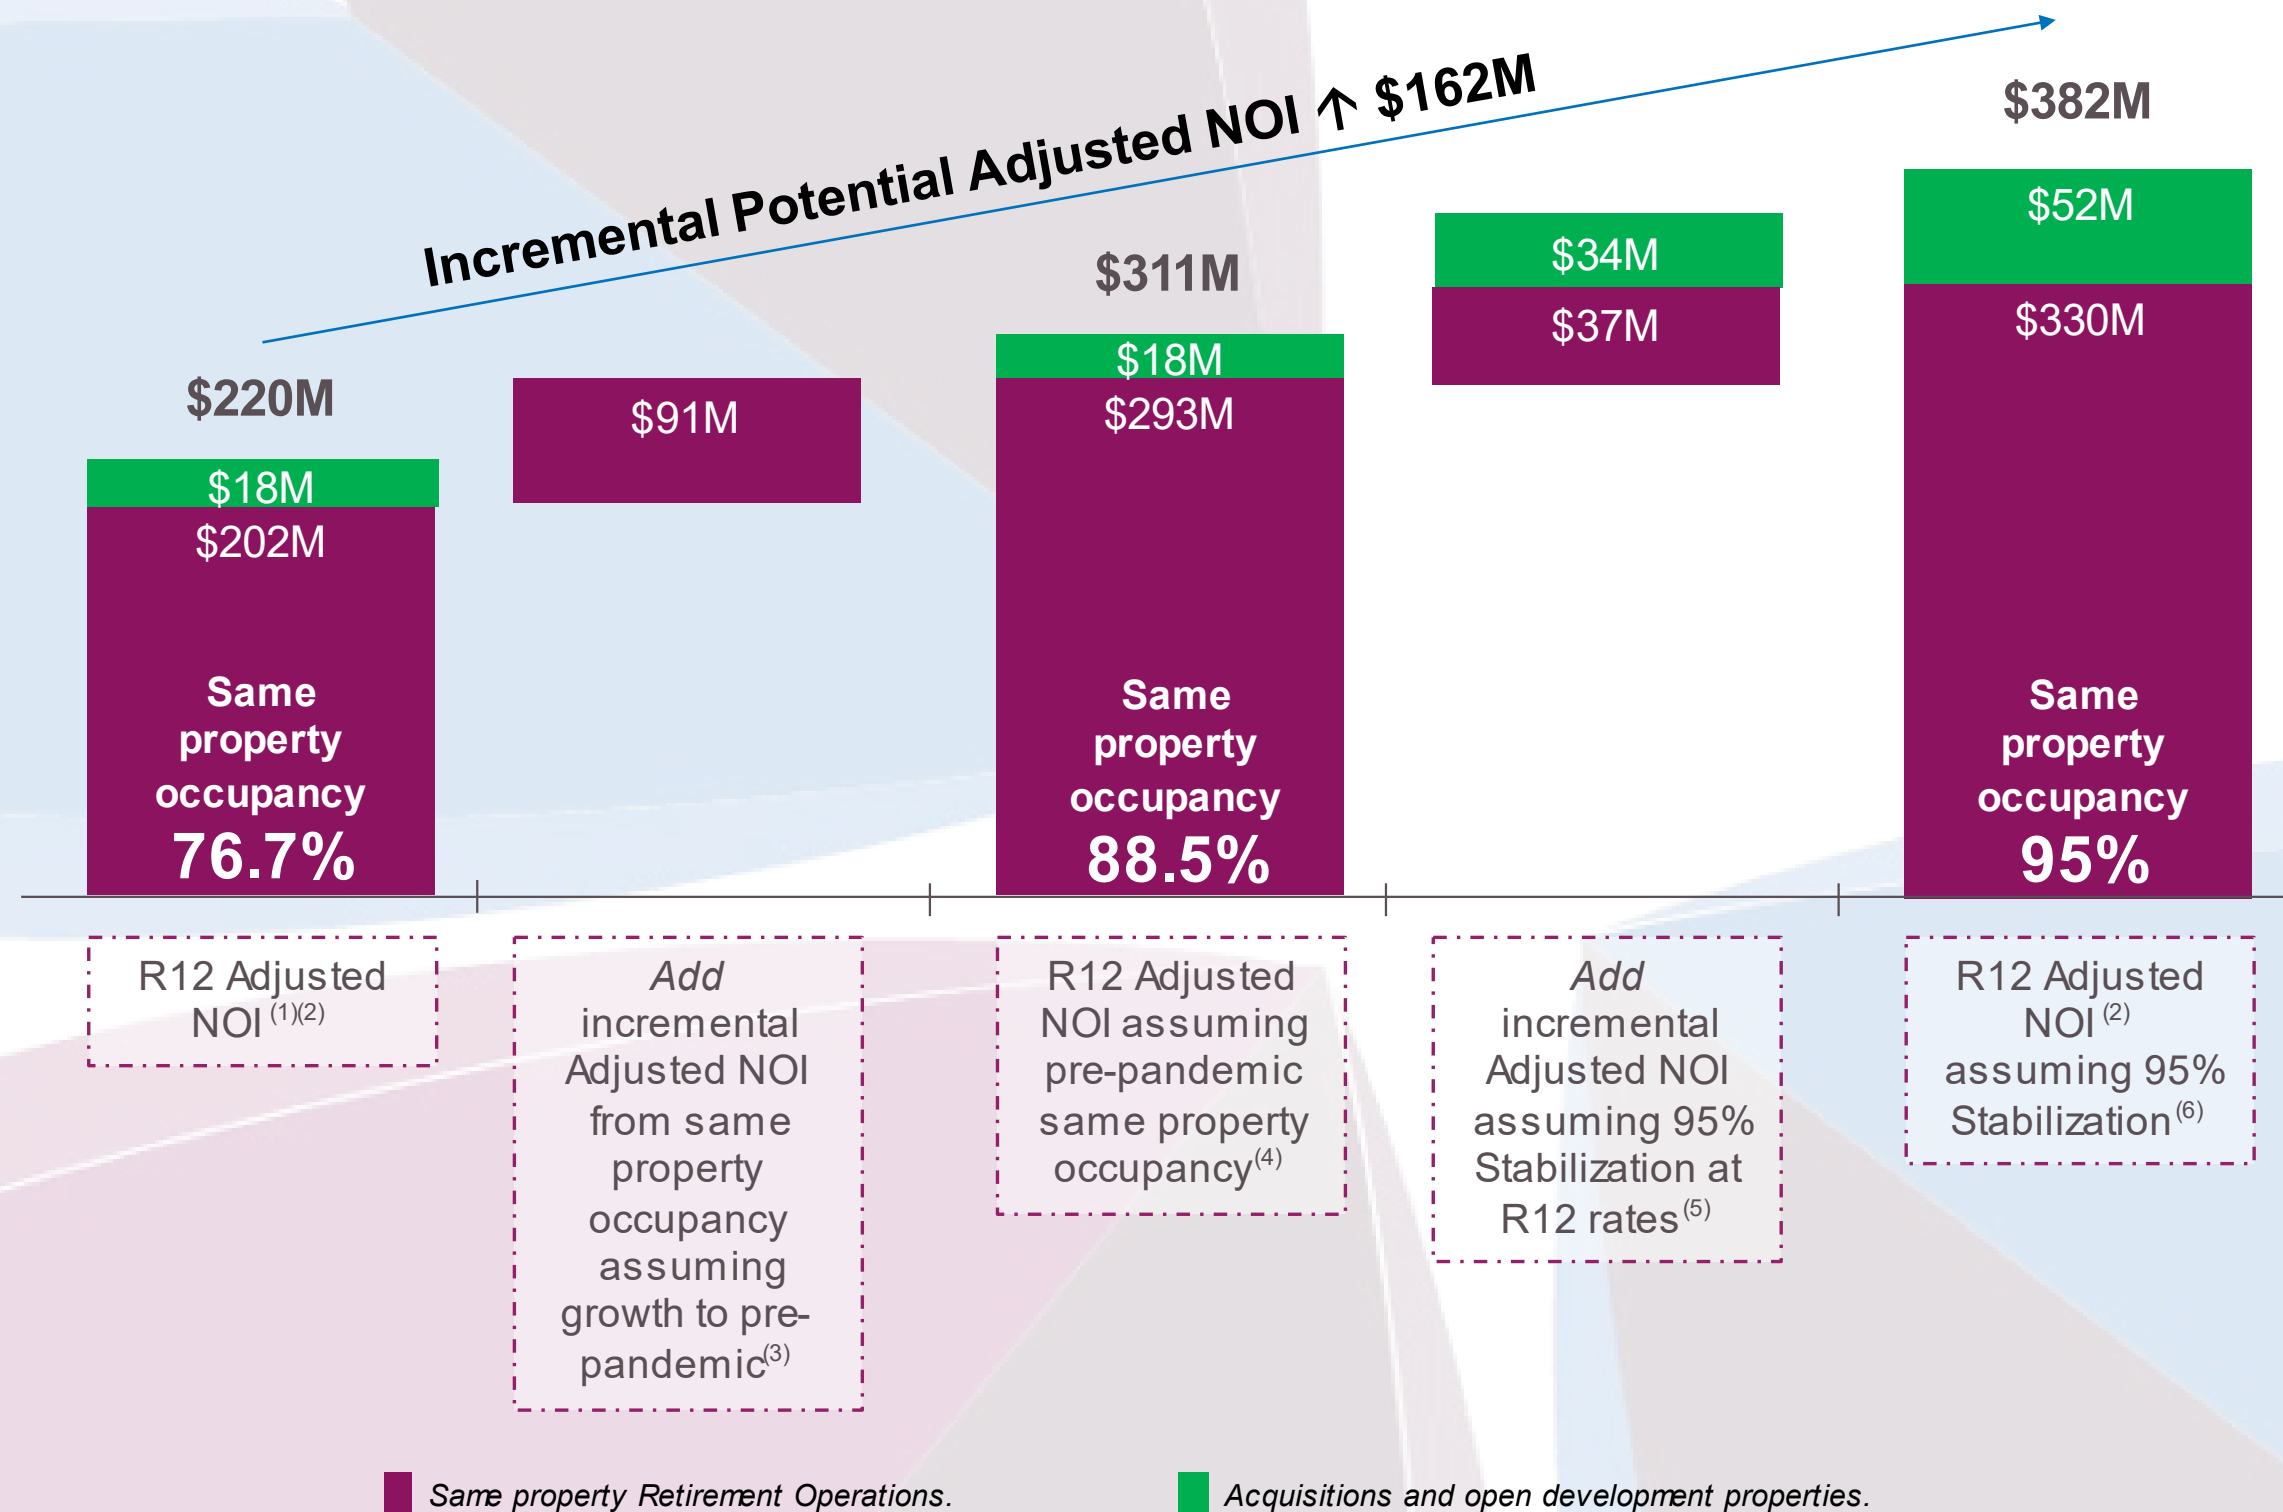 Incremental Potential Adjusted NOI ↑ $162M
$220M
$18M
$202M
Same
property
occupancy
76.7%
$91M
$311M
$18M
$293M
Same
property
occupancy
88.5%
$34M
$37M
$382M
$52M
$330M
Same
property
occupancy
95%
R12 Adjusted
NOI (1)(2)
Add
incremental
Adjusted NOI
from same
property
occupancy
assuming
growth to pre-
pandemic(3)
R12 Adjusted
NOI assuming
pre-pandemic
same property
occupancy(4)
Add
incremental
Adjusted NOI
assuming 95%
Stabilization at
R12 rates(5)
R12 Adjusted
NOI (2)
assuming 95%
Stabilization(6)
Same property Retirement Operations.
Acquisitions and open development properties.